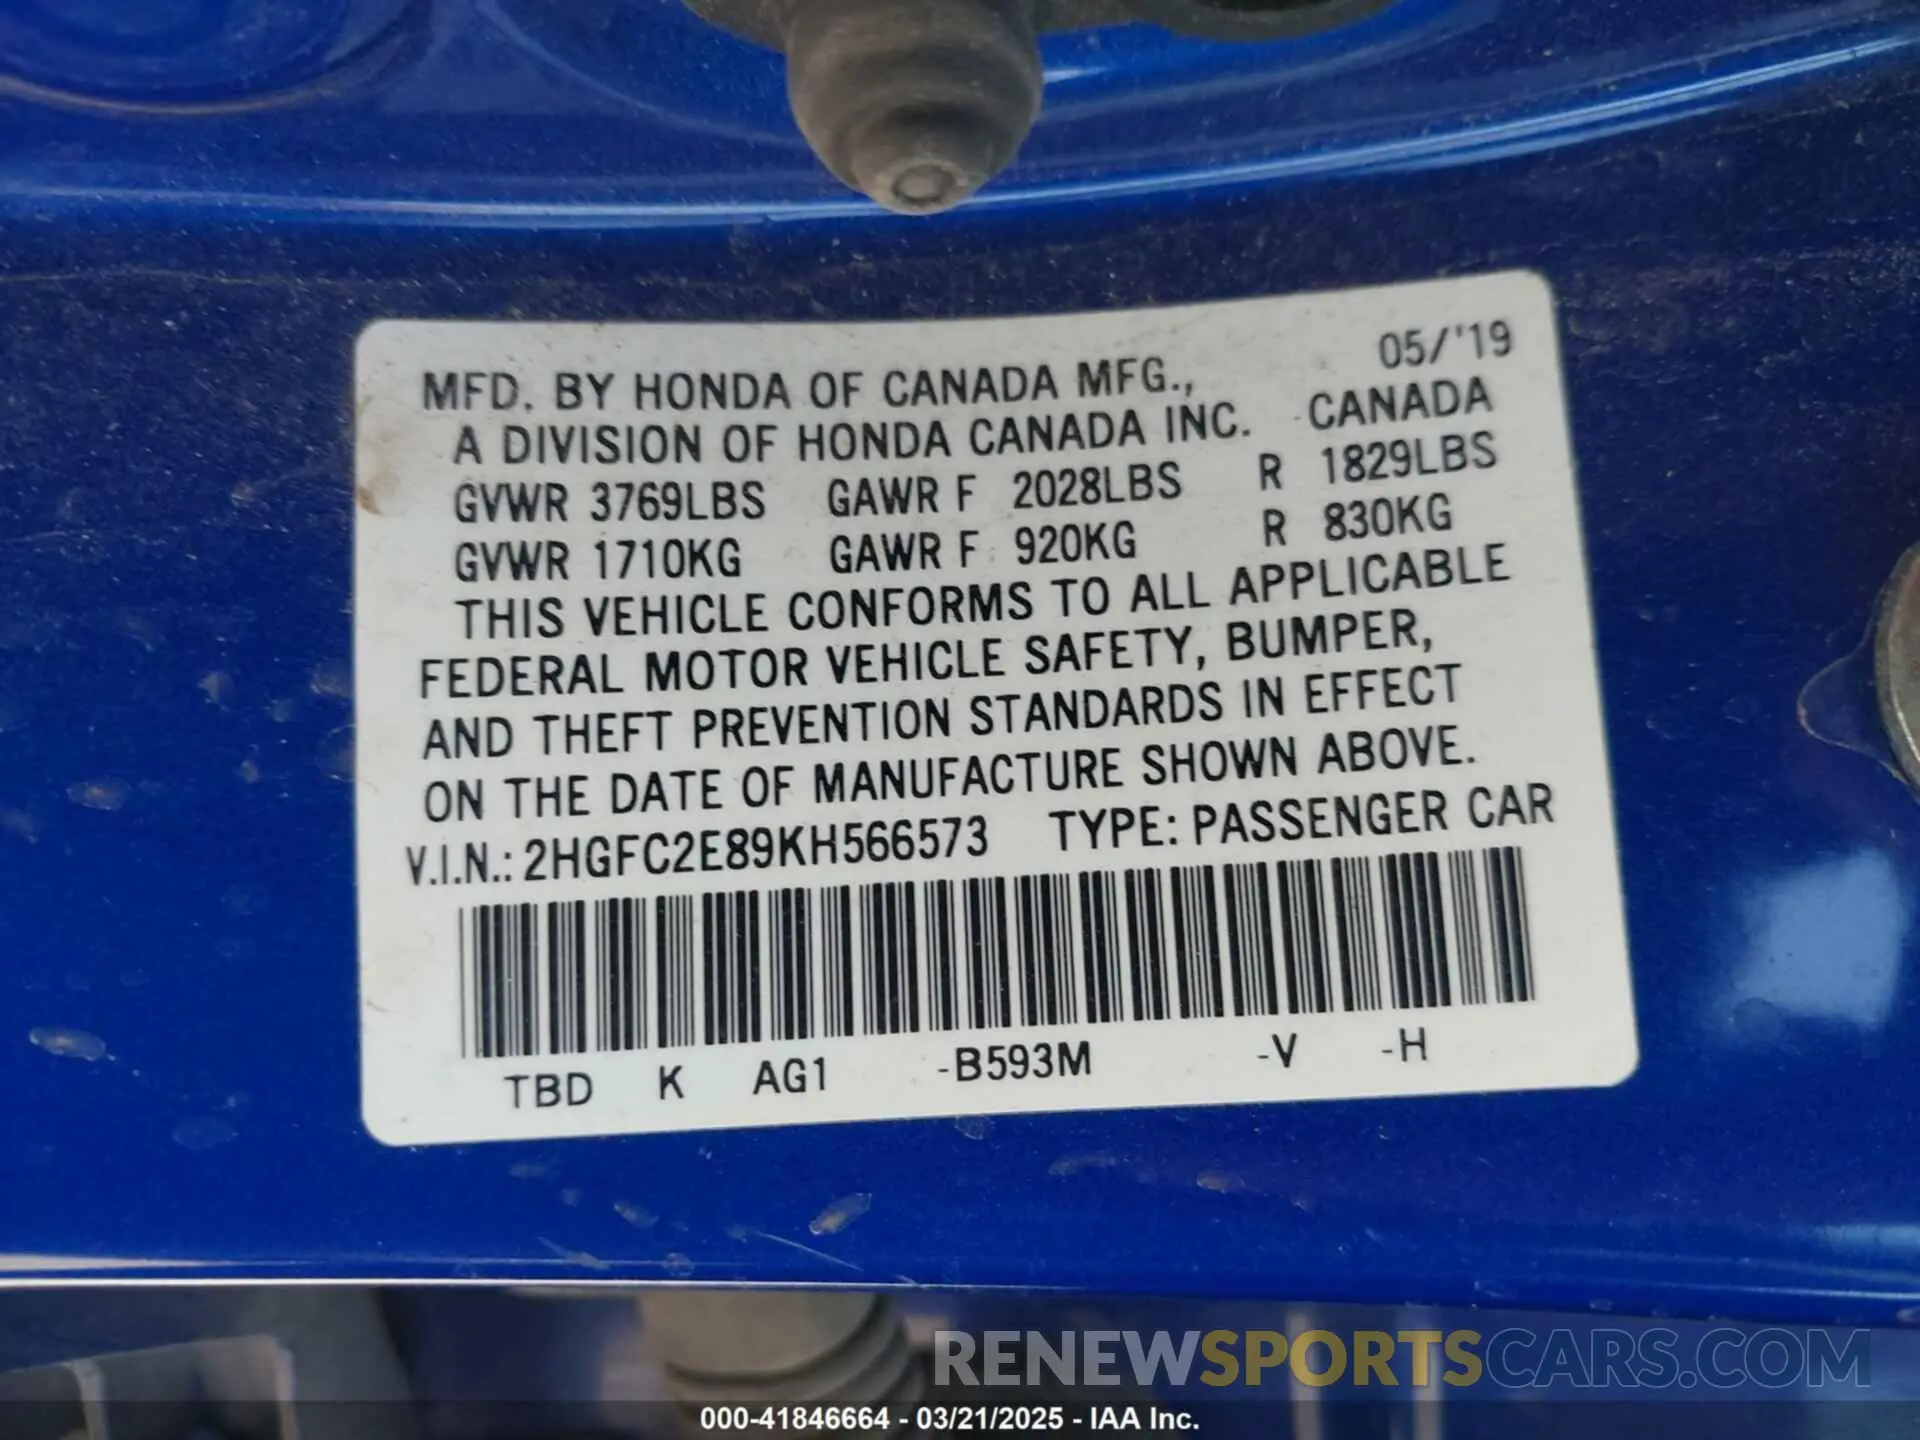 05/'19
MFD. BY HONDA OF CANADA MFG.,
A DIVISION OF HONDA CANADA INC. CANADA
GVWR 3769LBS GAWR F 2028LBS R 1829LBS
GVWR 1710KG GAWR F 920KG R 830KG
THIS VEHICLE CONFORMS TO ALL APPLICABLE
FEDERAL MOTOR VEHICLE SAFETY, BUMPER,
AND THEFT PREVENTION STANDARDS IN EFFECT
ON THE DATE OF MANUFACTURE SHOWN ABOVE.
V.I.N.: 2HGFC2E89KH566573 TYPE: PASSENGER CAR
TBD K AG1 -B593M -V -H
RENEWSPORTSCARS.COM
000-41846664 - 03/21/2025 - IAA Inc.